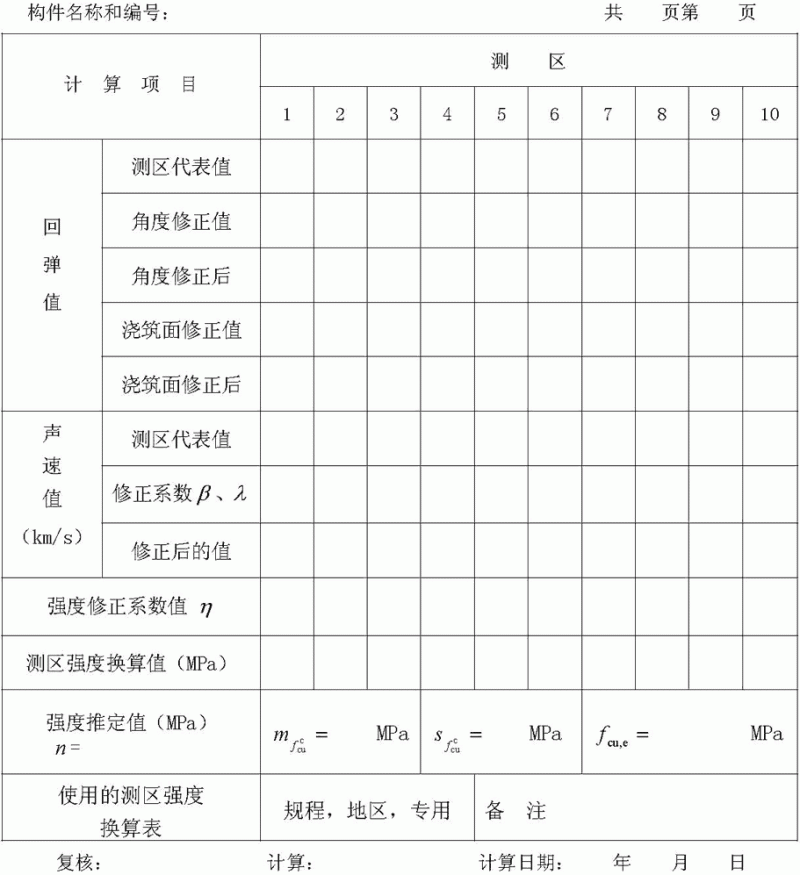 构件名称和编号： 共 页第 页
计 算 项 目
测 区
1 2 3 4 5 6 7 8 9 10
回弹值
测区代表值
角度修正值
角度修正后
浇筑面修正值
浇筑面修正后
声速值
（km/s）
测区代表值
修正系数β、λ
修正后的值
强度修正系数值 η
测区强度换算值（MPa）
强度推定值（MPa）
n=
m_{f_{cu}^{c}} = MPa s_{f_{cu}^{c}} = MPa f_{cu,e} = MPa
使用的测区强度
换算表
规程，地区，专用 备 注
复核： 计算： 计算日期： 年 月 日